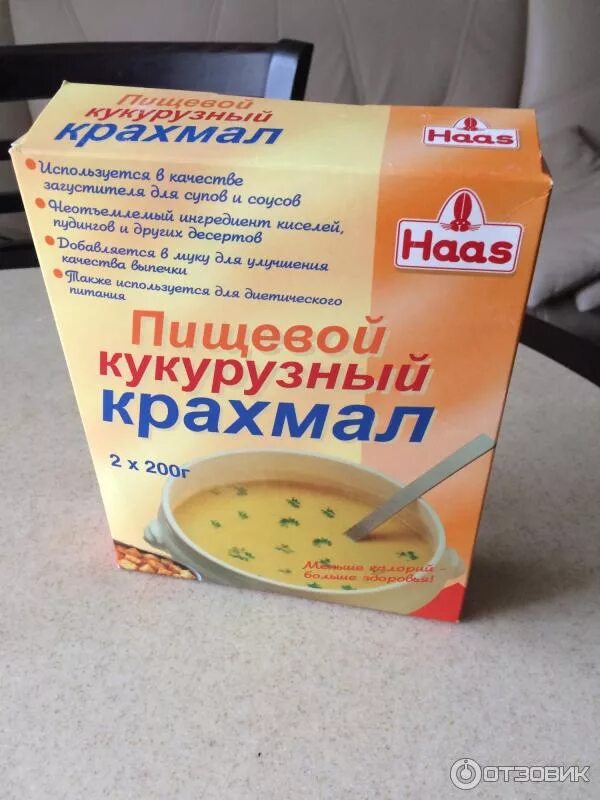 Пищевой
кукурузный
крахмал
Haas
• Используется в качестве
загустителя для супов и соусов
• Неотъемлемый ингредиент киселей,
пудингов и других десертов
• Добавляется в муку для улучшения
качества выпечки
• Также используется для диетического
питания
Haas
Пищевой
кукурузный
крахмал
2 x 200г
Меньше калорий –
больше здоровья!
ОТЗОВИК